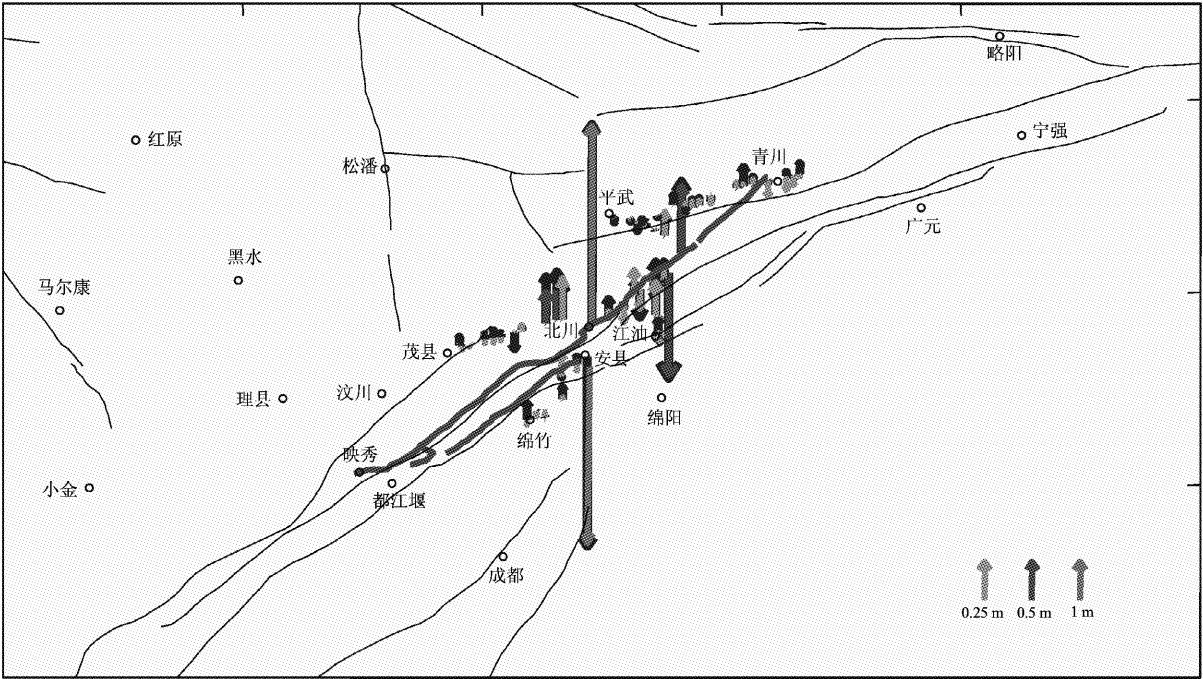 略阳
宁强
红原
青川
松潘
平武
广元
黑水
马尔康
北川
江油
茂县
安县
汶川
理县
绵阳
绵竹
映秀
小金
都江堰
成都
0.25 m 0.5 m 1 m